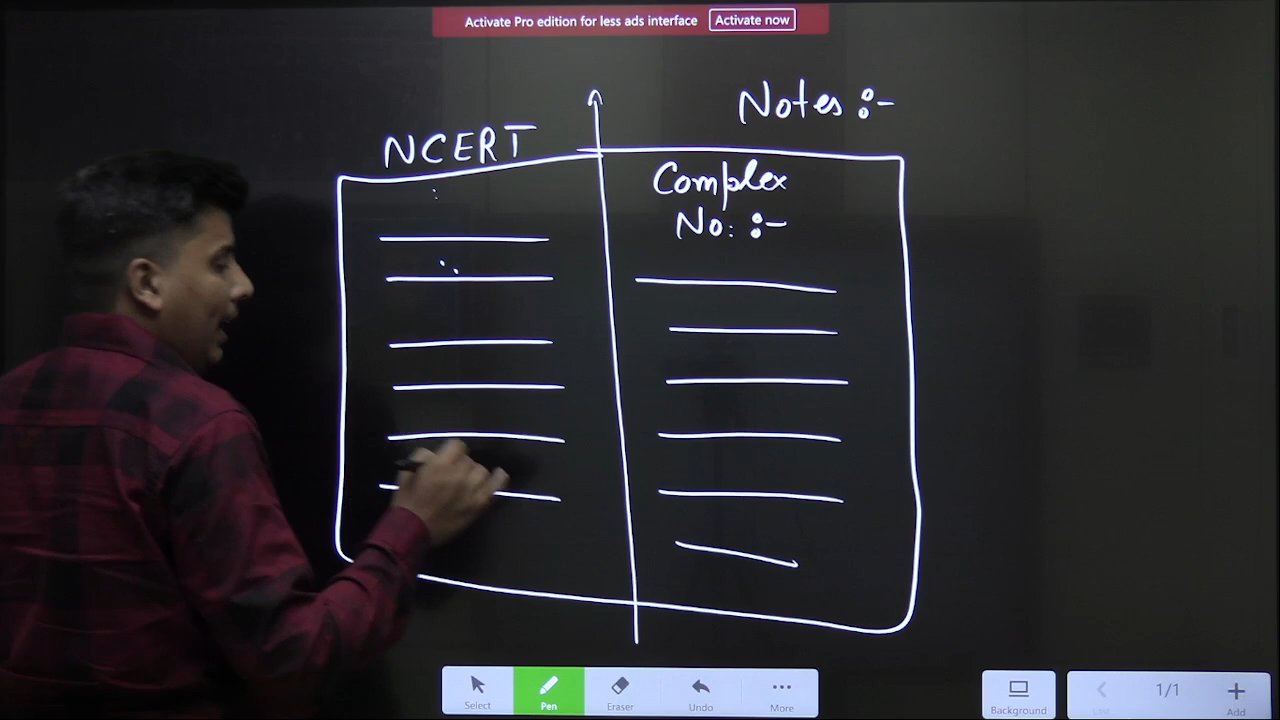 Activate Pro edition for less ads interface Activate now
Notes :-
NCERT
Complex
No. :-
Select Pen Eraser Undo More
Background
1/1
Add